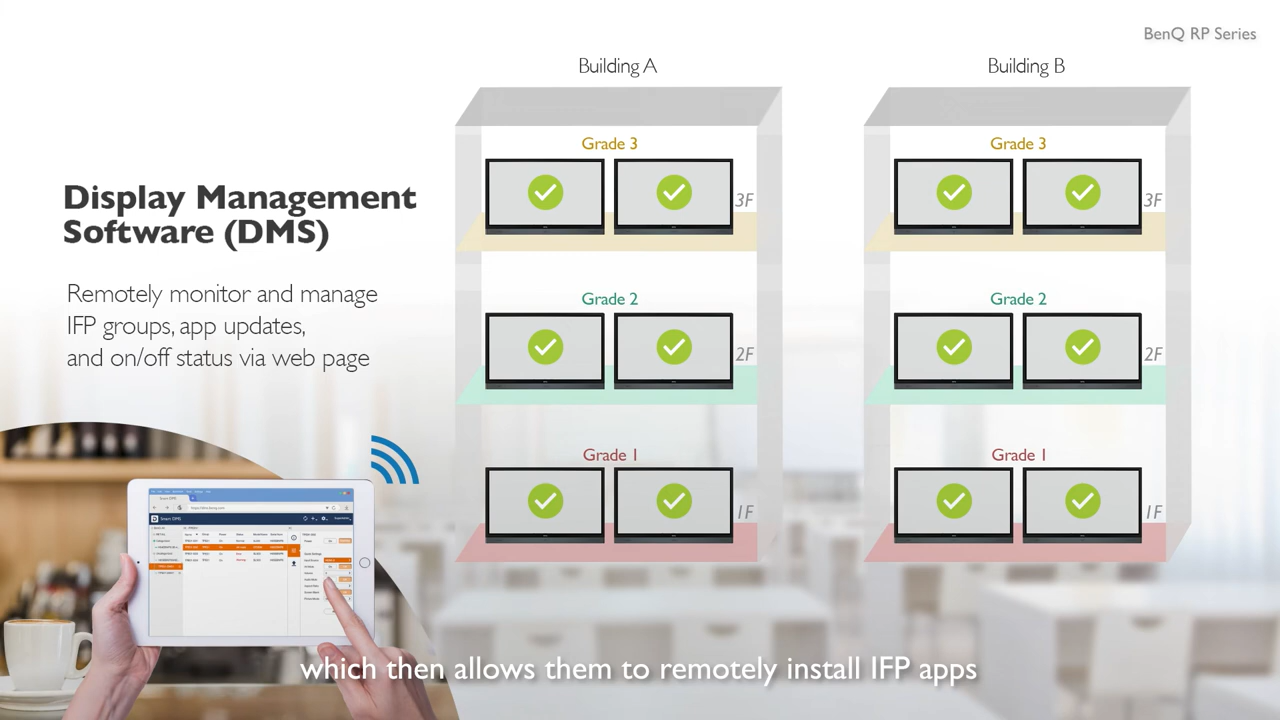 BenQ RP Series
Building A
Building B
Display Management
Software (DMS)
Remotely monitor and manage
IFP groups, app updates,
and on/off status via web page
Grade 3
3F
Grade 2
2F
Grade 1
1F
Grade 3
3F
Grade 2
2F
Grade 1
1F
which then allows them to remotely install IFP apps